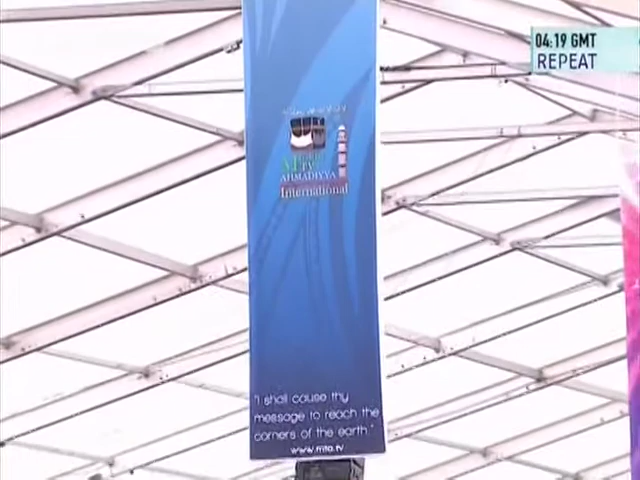 04:19 GMT
REPEAT
MTV
AHMADIYYA
International
"I shall cause thy
message to reach the
corners of the earth."
www.mta.tv